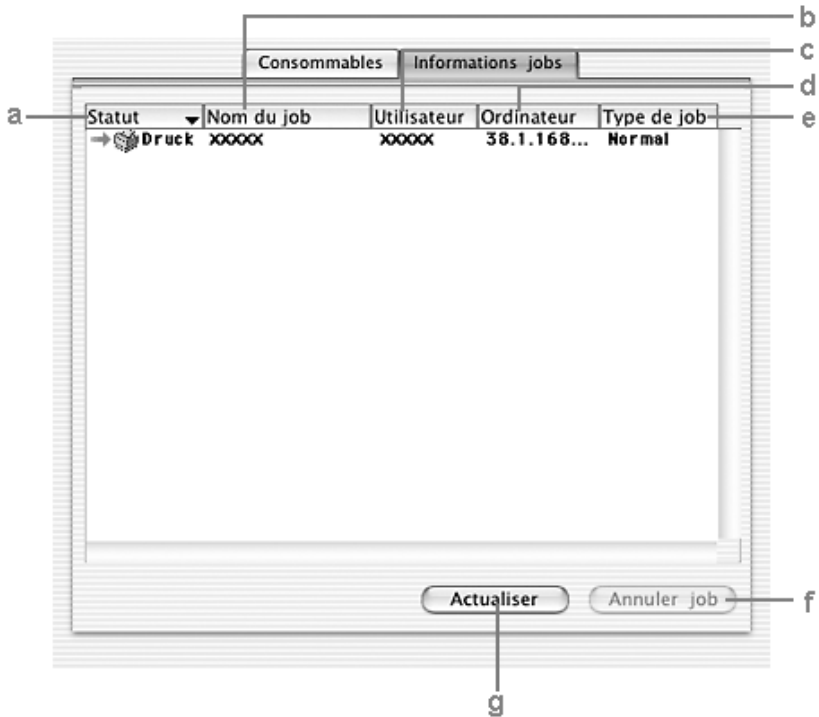 b
Consommables Informations jobs c
d
a Statut Nom du job Utilisateur Ordinateur Type de job e
Druck XXXXX XXXXX 38.1.168... Normal
Actualiser Annuler job f
g